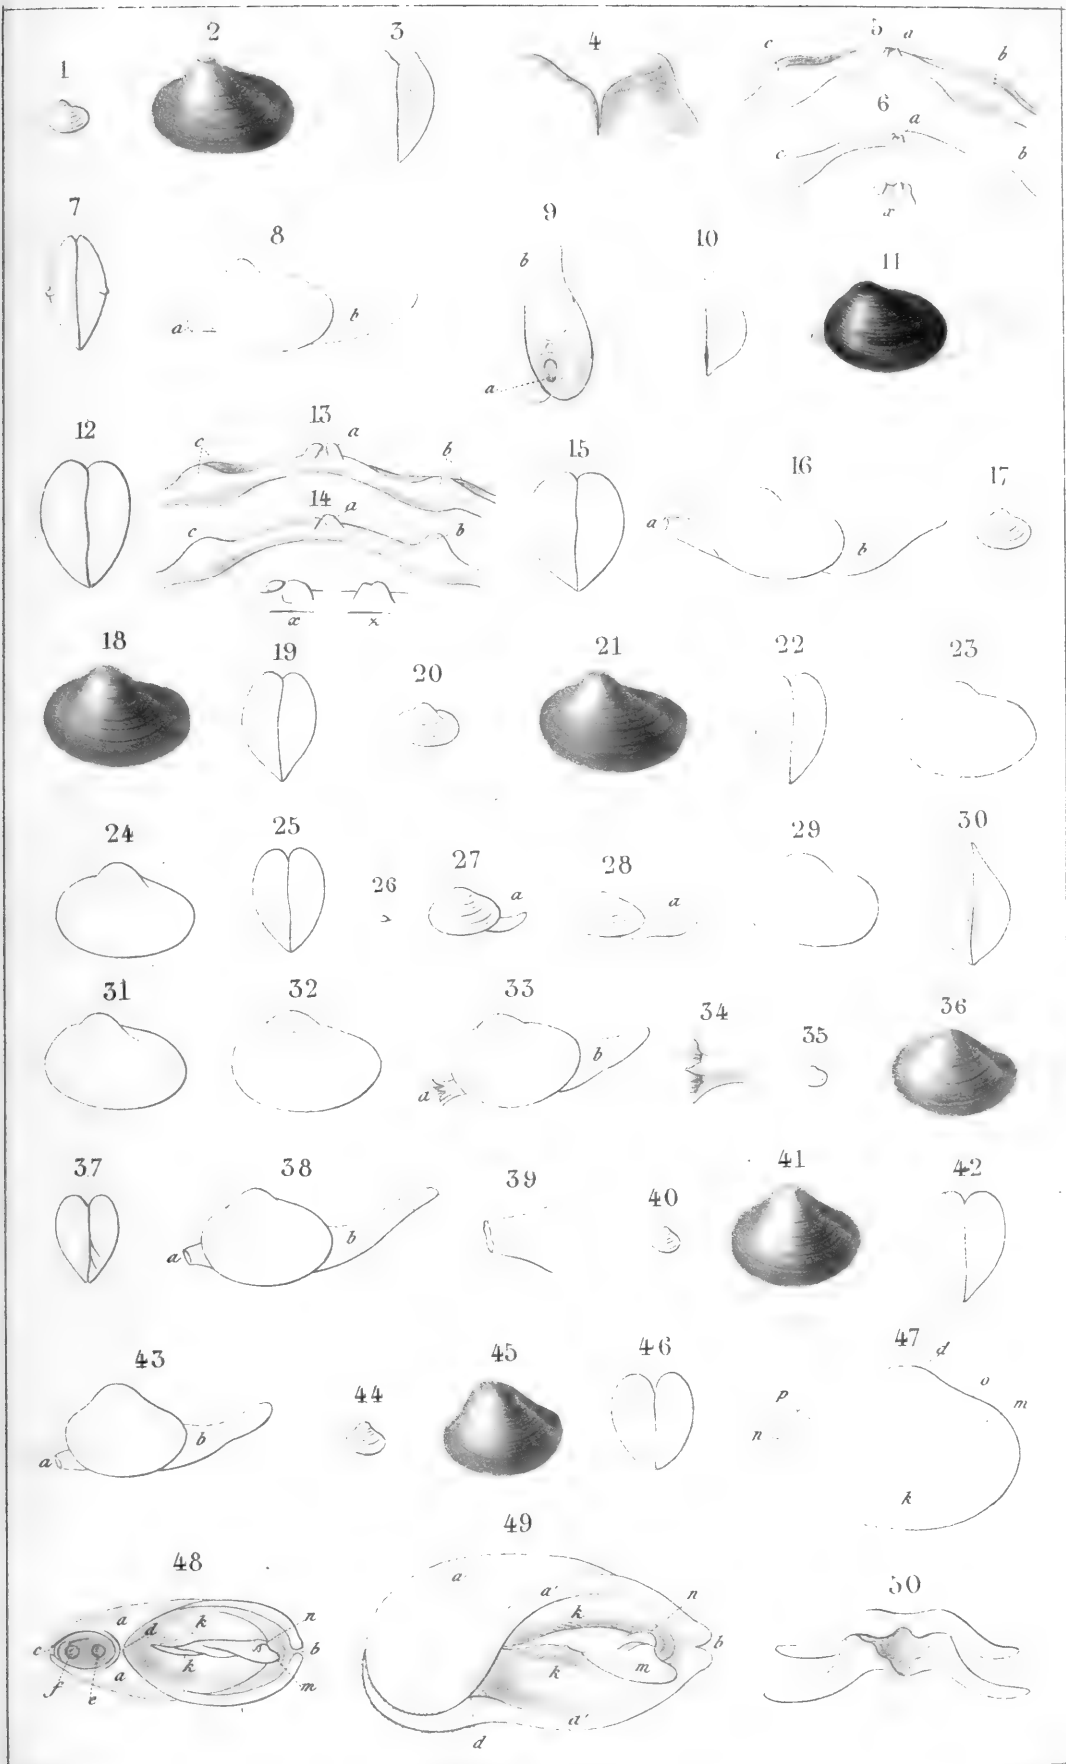 1 2 3 4 5
c a b
6
a
c b
x
7 8 9 10 11
b
a b
a
12 13 14 15 16 17
c a b
a
c b
a b
x x
18 19 20 21 22 23
24 25 26 27 28 29 30
a a
31 32 33 34 35 36
b
a
37 38 39 40 41 42
a b
43 44 45 46 47
d
o
p m
n
b
a
k
48 49 50
a
a k n
a'
d k n
c b b
k k m
a m
f e
d'
d